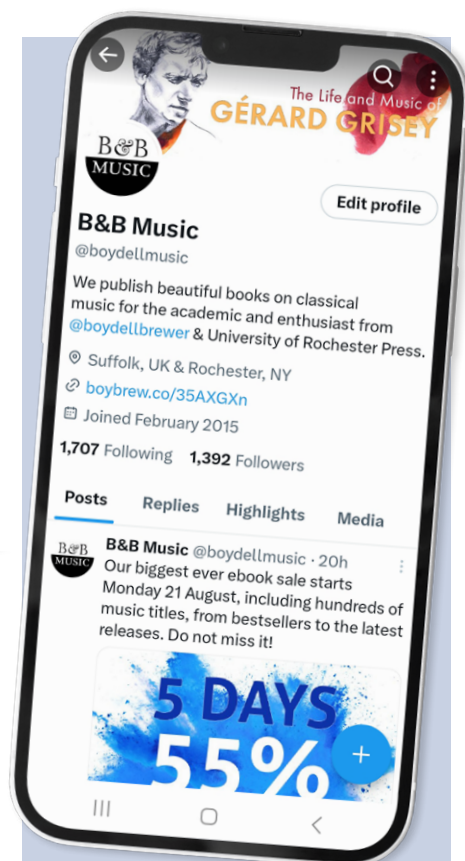 The Life and Music of
GÉRARD GRISEY
B&B
MUSIC
Edit profile
B&B Music
@boydellmusic
We publish beautiful books on classical
music for the academic and enthusiast from
@boydellbrewer & University of Rochester Press.
Suffolk, UK & Rochester, NY
boybrew.co/35AXGXn
Joined February 2015
1,707 Following 1,392 Followers
Posts Replies Highlights Media
B&B
MUSIC
B&B Music @boydellmusic · 20h
Our biggest ever ebook sale starts
Monday 21 August, including hundreds of
music titles, from bestsellers to the latest
releases. Do not miss it!
5 DAYS
55%